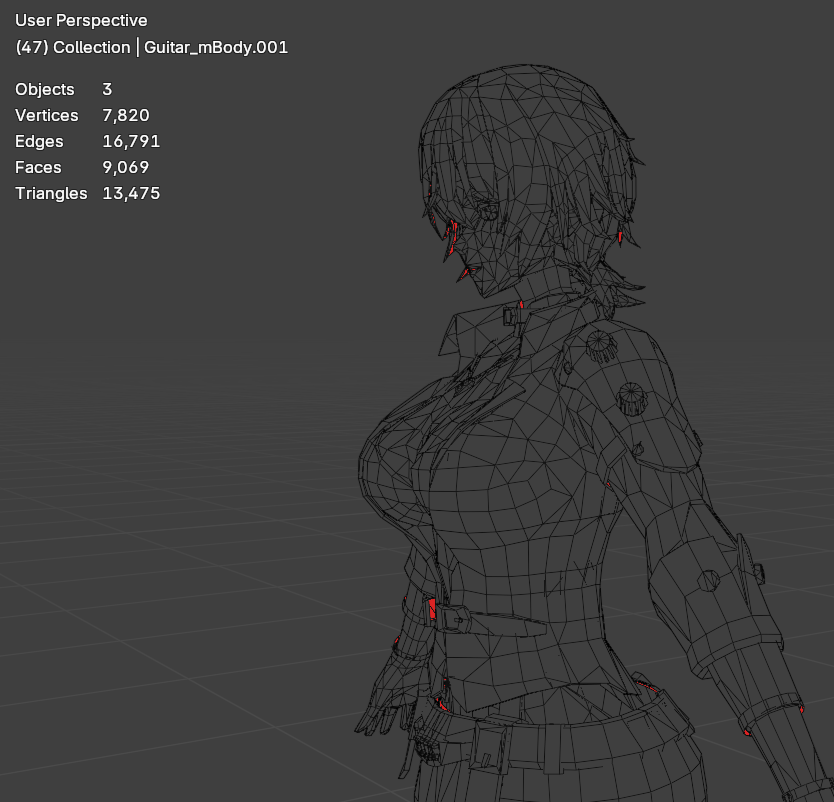 User Perspective
(47) Collection | Guitar_mBody.001
Objects 3
Vertices 7,820
Edges 16,791
Faces 9,069
Triangles 13,475